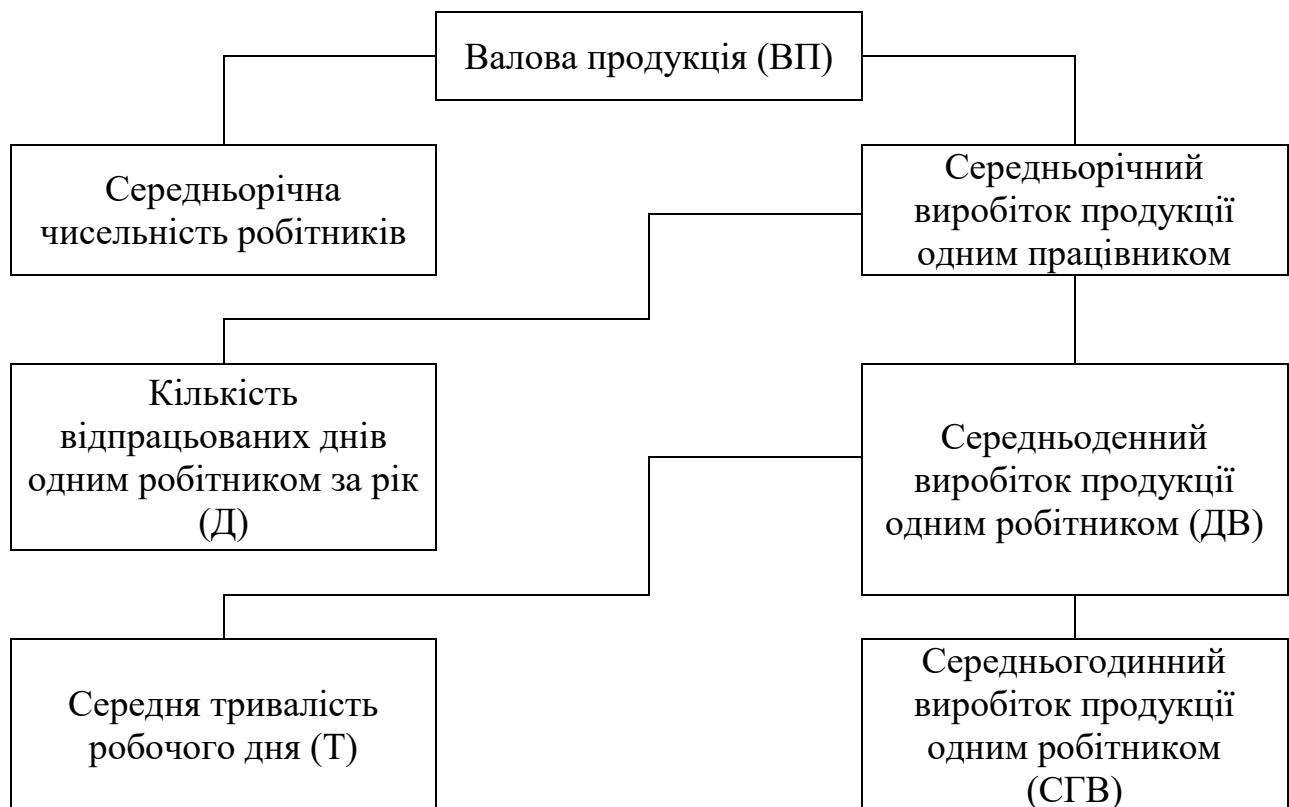 Валова продукція (ВП)
Середньорічна
чисельність робітників
Середньорічний
виробіток продукції
одним працівником
Кількість
відпрацьованих днів
одним робітником за рік
(Д)
Середньоденний
виробіток продукції
одним робітником (ДВ)
Середня тривалість
робочого дня (Т)
Середньогодинний
виробіток продукції
одним робітником
(СГВ)